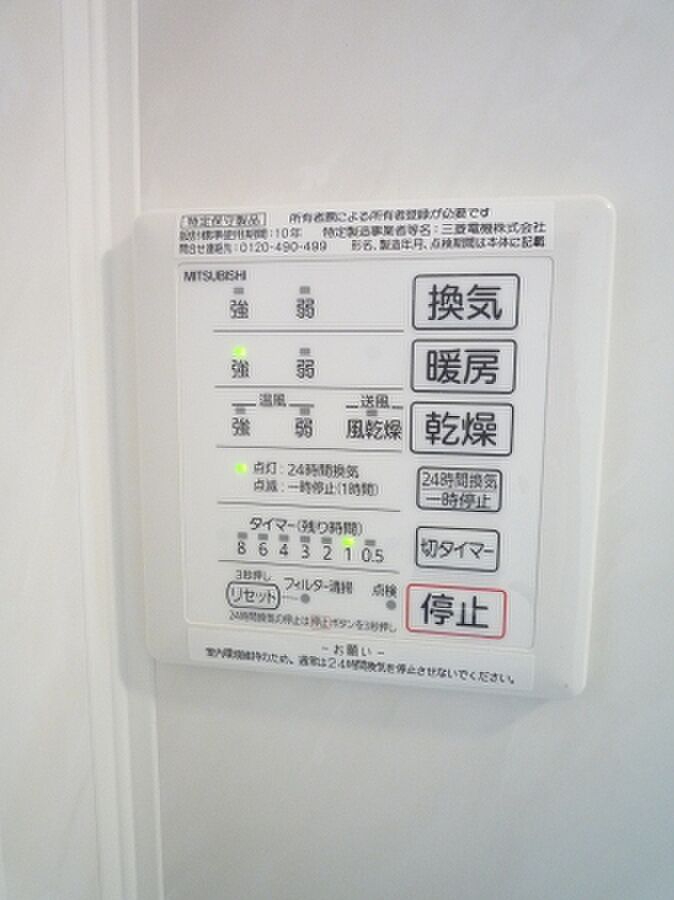 特定保守製品 所有者票による所有者登録が必要です
設計標準使用期間:10年 特定製造事業者等名:三菱電機株式会社
問合せ連絡先:0120-490-499 形名、製造年月、点検期間は本体に記載
MITSUBISHI
強 弱 換気
強 弱 暖房
温風 送風
強 弱 風乾燥 乾燥
点灯:24時間換気
点滅:一時停止(1時間)
24時間換気
一時停止
タイマー(残り時間)
8 6 4 3 2 1 0.5
切タイマー
3秒押し
リセット フィルター清掃 点検
停止
24時間換気の停止は停止ボタンを3秒押し
-お願い-
室内環境維持のため、通常は24時間換気を停止させないでください。